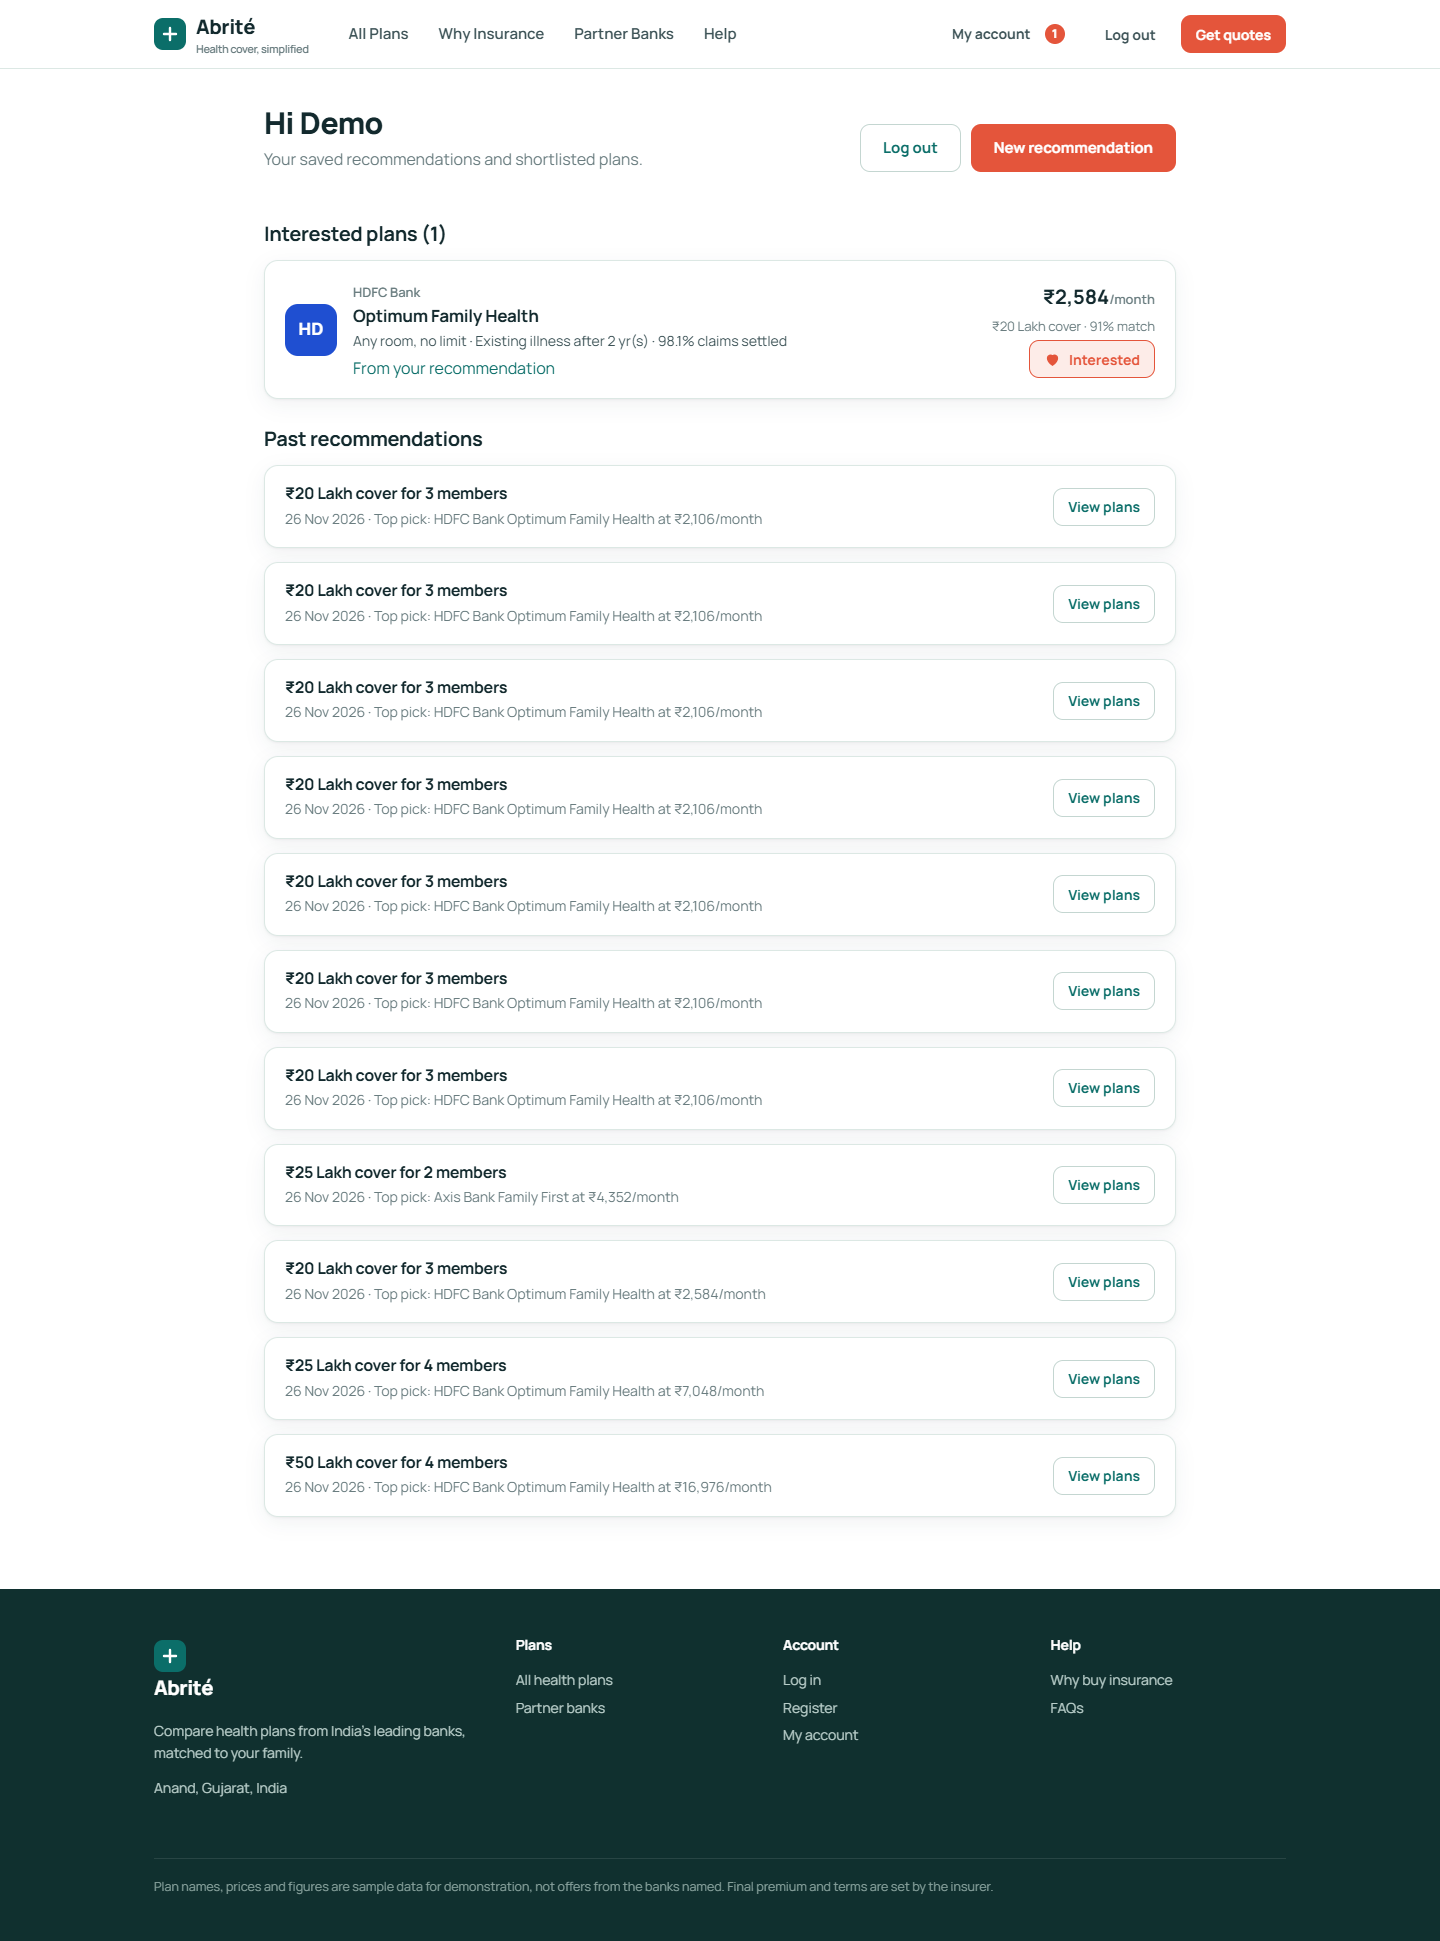 Abrité
Health cover, simplified
All Plans
Why Insurance
Partner Banks
Help
My account
1
Log out
Get quotes
Hi Demo
Your saved recommendations and shortlisted plans.
Log out
New recommendation
Interested plans (1)
HD
HDFC Bank
Optimum Family Health
Any room, no limit · Existing illness after 2 yr(s) · 98.1% claims settled
From your recommendation
₹2,584/month
₹20 Lakh cover · 91% match
Interested
Past recommendations
₹20 Lakh cover for 3 members
26 Nov 2026 · Top pick: HDFC Bank Optimum Family Health at ₹2,106/month
View plans
₹20 Lakh cover for 3 members
26 Nov 2026 · Top pick: HDFC Bank Optimum Family Health at ₹2,106/month
View plans
₹20 Lakh cover for 3 members
26 Nov 2026 · Top pick: HDFC Bank Optimum Family Health at ₹2,106/month
View plans
₹20 Lakh cover for 3 members
26 Nov 2026 · Top pick: HDFC Bank Optimum Family Health at ₹2,106/month
View plans
₹20 Lakh cover for 3 members
26 Nov 2026 · Top pick: HDFC Bank Optimum Family Health at ₹2,106/month
View plans
₹20 Lakh cover for 3 members
26 Nov 2026 · Top pick: HDFC Bank Optimum Family Health at ₹2,106/month
View plans
₹20 Lakh cover for 3 members
26 Nov 2026 · Top pick: HDFC Bank Optimum Family Health at ₹2,106/month
View plans
₹25 Lakh cover for 2 members
26 Nov 2026 · Top pick: Axis Bank Family First at ₹4,352/month
View plans
₹20 Lakh cover for 3 members
26 Nov 2026 · Top pick: HDFC Bank Optimum Family Health at ₹2,584/month
View plans
₹25 Lakh cover for 4 members
26 Nov 2026 · Top pick: HDFC Bank Optimum Family Health at ₹7,048/month
View plans
₹50 Lakh cover for 4 members
26 Nov 2026 · Top pick: HDFC Bank Optimum Family Health at ₹16,976/month
View plans
Abrité
Compare health plans from India's leading banks,
matched to your family.
Anand, Gujarat, India
Plans
All health plans
Partner banks
Account
Log in
Register
My account
Help
Why buy insurance
FAQs
Plan names, prices and figures are sample data for demonstration, not offers from the banks named. Final premium and terms are set by the insurer.